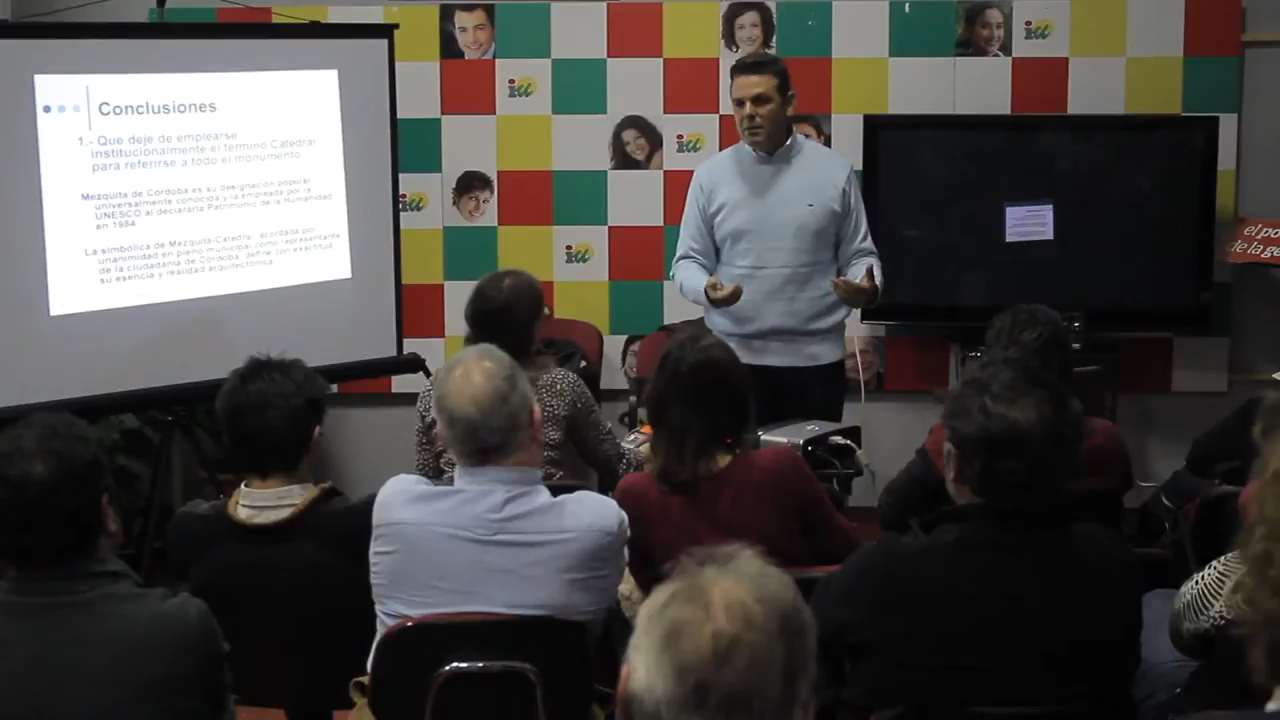 Conclusiones
1.- Que deje de emplearse
institucionalmente el término Catedral
para referirse a todo el monumento
Mezquita de Córdoba es su designación popular,
universalmente conocida y la empleada por la
UNESCO al declararla Patrimonio de la Humanidad
en 1984
La simbólica de Mezquita-Catedral, acordada por
unanimidad en pleno municipal como representante
de la ciudadanía de Córdoba, define con exactitud
su esencia y realidad arquitectónica.
iu
iu
iu
iu
iu
el po
de la ge